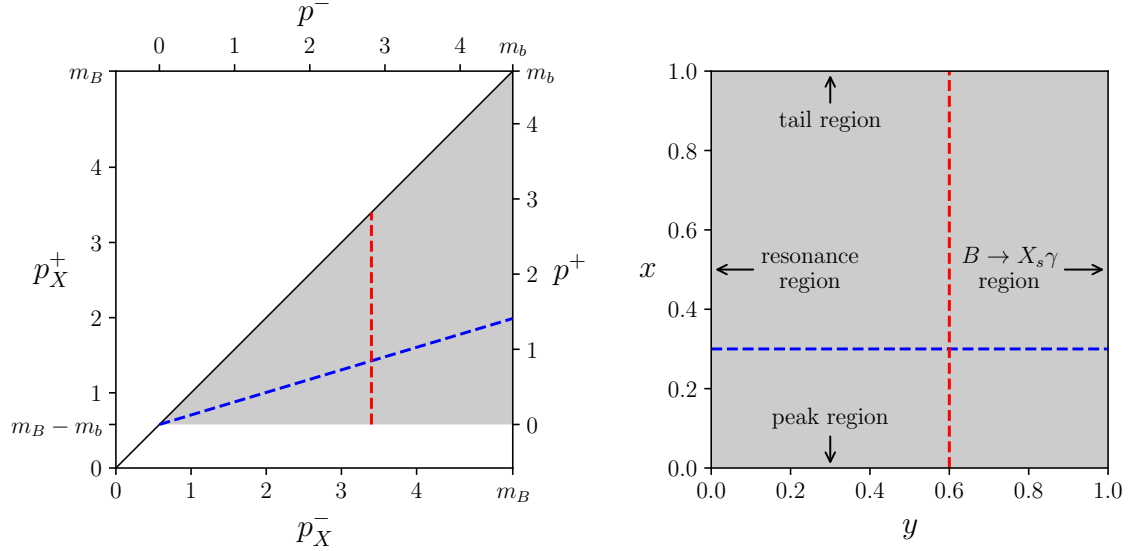 p^-
0 1 2 3 4 m_b
m_B
4
3
p_X^+
2
1
m_B − m_b
0
m_b
4
3
p^+
2
1
0
0 1 2 3 4 m_B
p_X^-
1.0
0.8
0.6
x
0.4
0.2
0.0
tail region
resonance
region
B → X_sγ
region
peak region
0.0 0.2 0.4 0.6 0.8 1.0
y